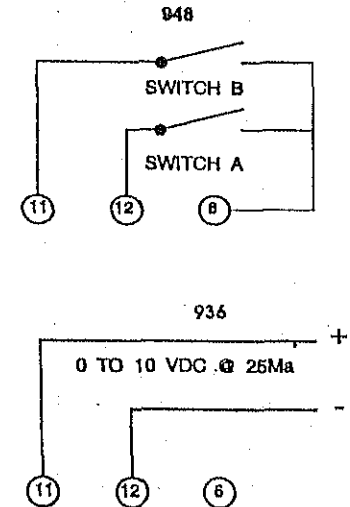 948
SWITCH B
SWITCH A
11 12 6
936
+
0 TO 10 VDC @ 25Ma
-
11 12 6